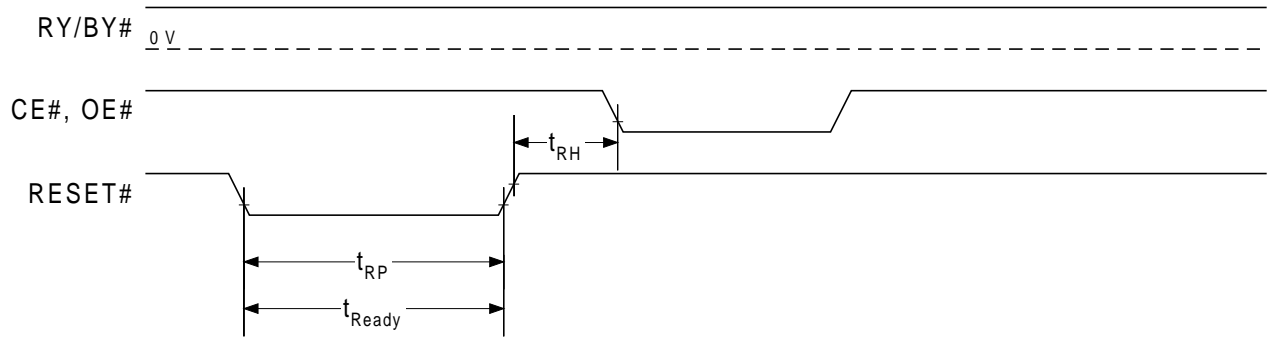 RY/BY#
0 V
CE#, OE#
tRH
RESET#
tRP
tReady